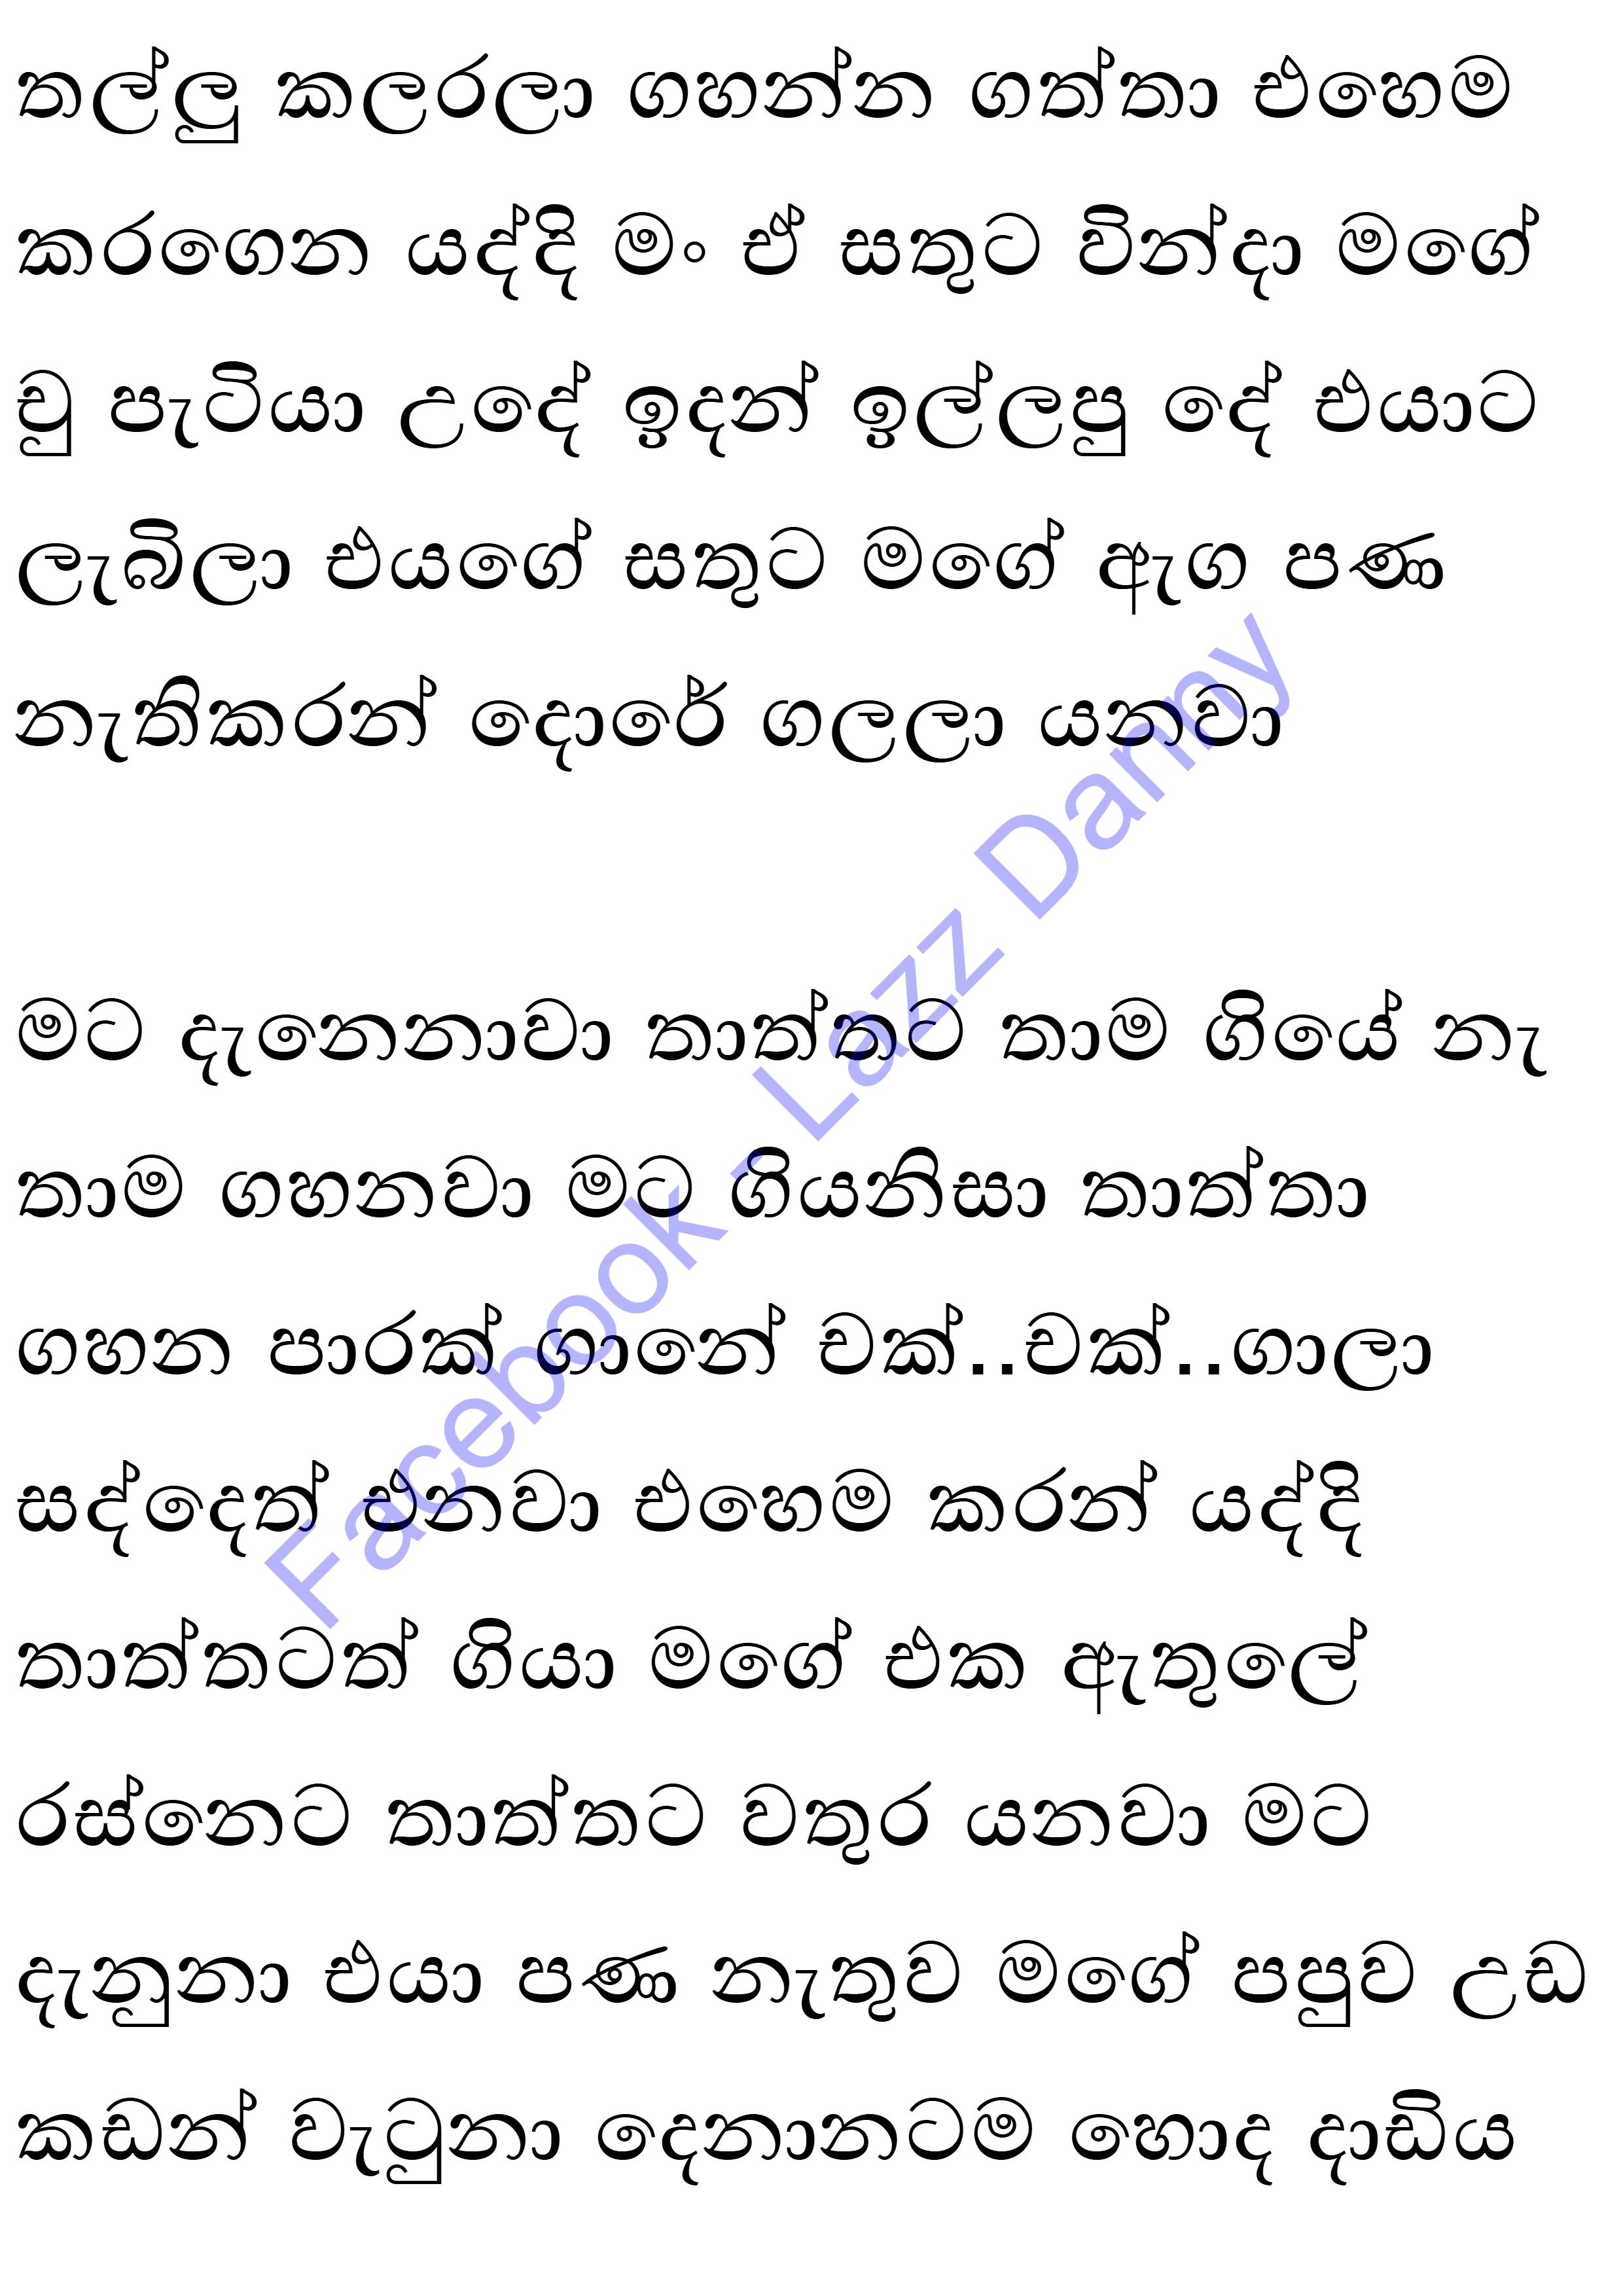 තල්ලු කලරලා ගහන්න ගත්තා එහෙම
කරගෙන යද්දි මං ඒ සතුට වින්දා මගේ
චු පැටියා උදේ ඉදන් ඉල්ලපු දේ එයාට
ලැබිලා එයගේ සතුට මගේ ඇග පණ
නැතිකරන් දොරේ ගලලා යනවා
මට දැනෙනාවා තාත්තට තාම ගියේ නැ
තාම ගහනවා මට ගියනිසා තාත්තා
ගහන පාරක් ගානේ චක්..චක්..ගාලා
සද්දෙත් එනවා එහෙම කරන් යද්දි
තාත්තටත් ගියා මගේ එක ඇතුලේ
රස්නෙට තාත්තට වතුර යනවා මට
දැනුනා එයා පණ නැතුව මගේ පපුව උඩ
කඩන් වැටුනා දෙනානටම හොද දාඩිය
Facebook - Lazz Danny